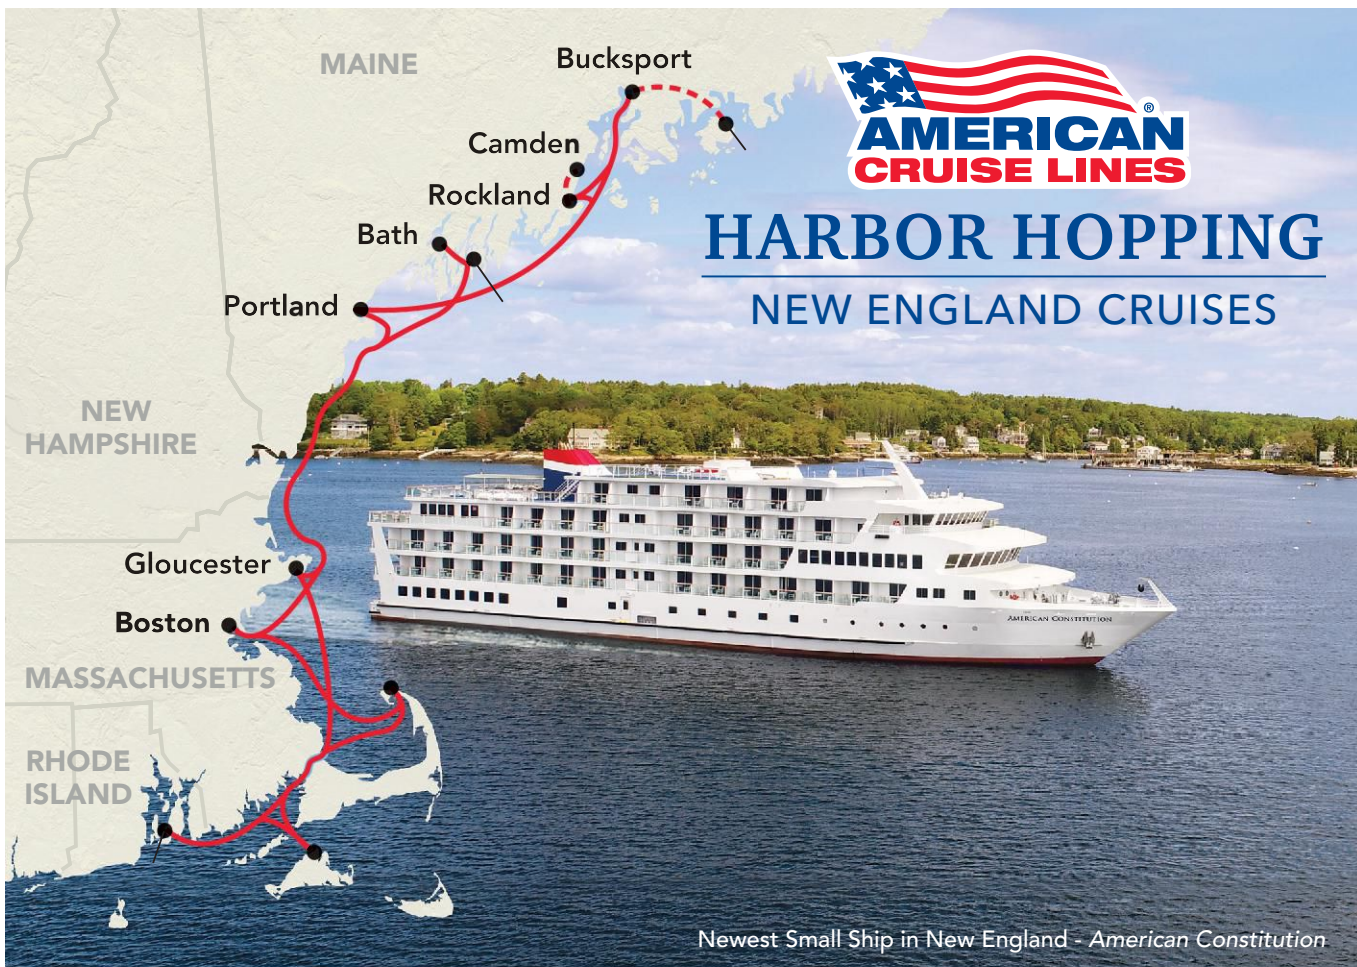 MAINE
Bucksport
Camden
Rockland
Bath
Portland
NEW
HAMPSHIRE
Gloucester
Boston
MASSACHUSETTS
RHODE
ISLAND
®
AMERICAN
CRUISE LINES
HARBOR HOPPING
NEW ENGLAND CRUISES
AMERICAN CONSTITUTION
Newest Small Ship in New England - American Constitution